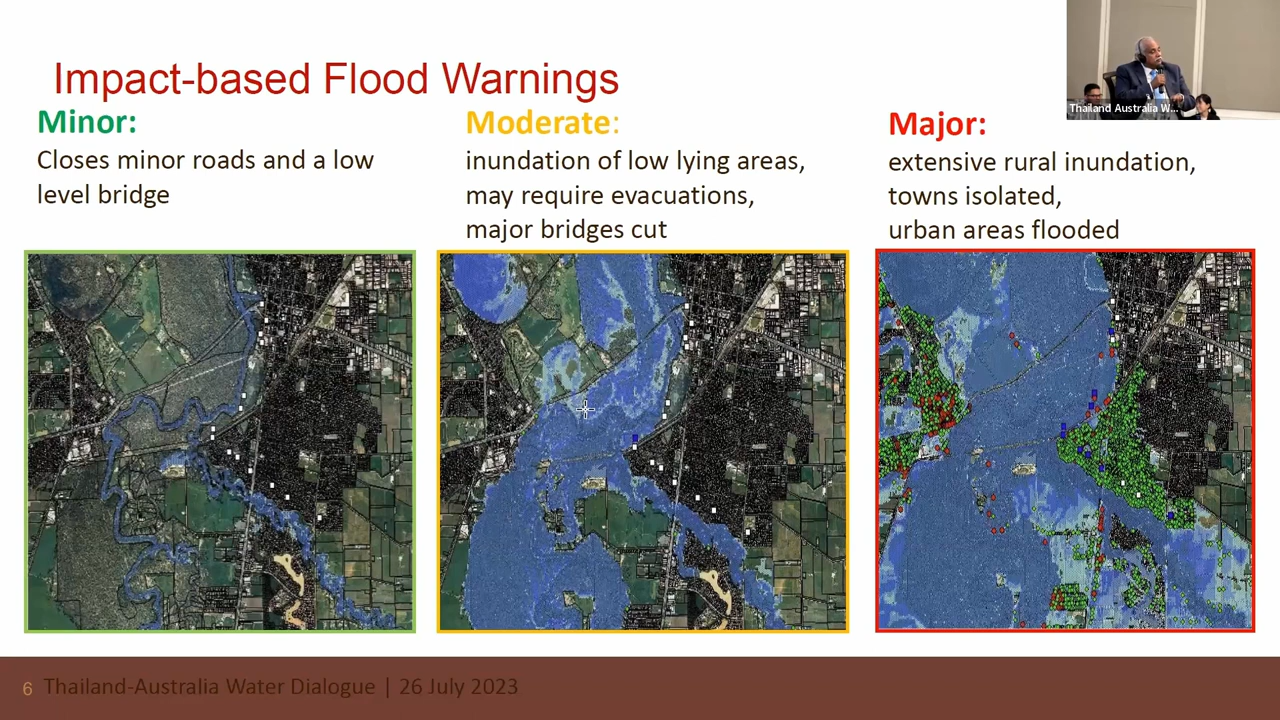 Impact-based Flood Warnings
Thailand Australia W...
Minor:
Closes minor roads and a low
level bridge
Moderate:
inundation of low lying areas,
may require evacuations,
major bridges cut
Major:
extensive rural inundation,
towns isolated,
urban areas flooded
6 Thailand-Australia Water Dialogue | 26 July 2023